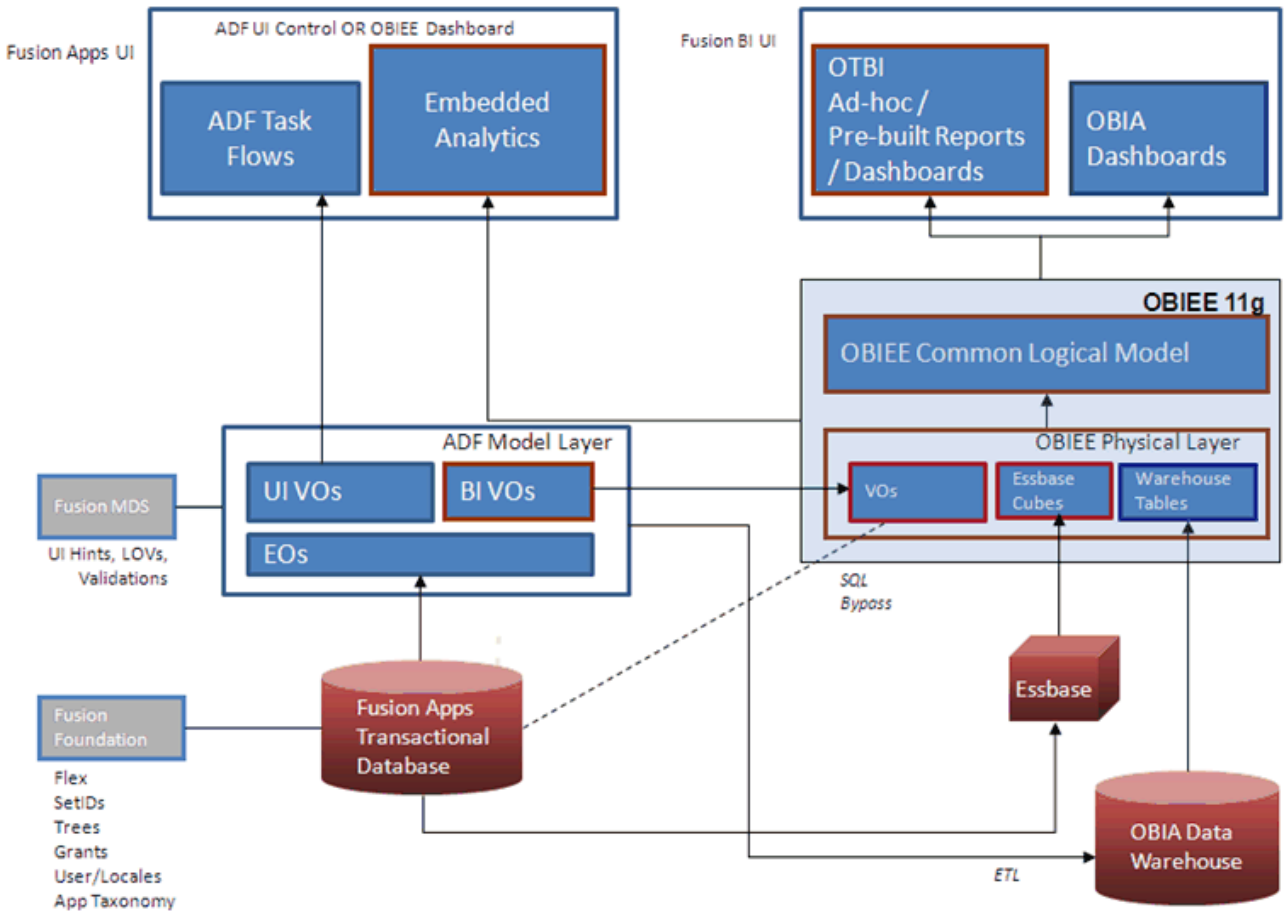 ADF UI Control OR OBIEE Dashboard
Fusion Apps UI
ADF Task
Flows
Embedded
Analytics
Fusion BI UI
OTBI
Ad-hoc /
Pre-built Reports
/ Dashboards
OBIA
Dashboards
OBIEE 11g
OBIEE Common Logical Model
OBIEE Physical Layer
VOs
Essbase
Cubes
Warehouse
Tables
ADF Model Layer
UI VOs
BI VOs
EOs
Fusion MDS
UI Hints, LOVs,
Validations
SQL
Bypass
Fusion
Foundation
Flex
SetIDs
Trees
Grants
User/Locales
App Taxonomy
Fusion Apps
Transactional
Database
Essbase
OBIA Data
Warehouse
ETL